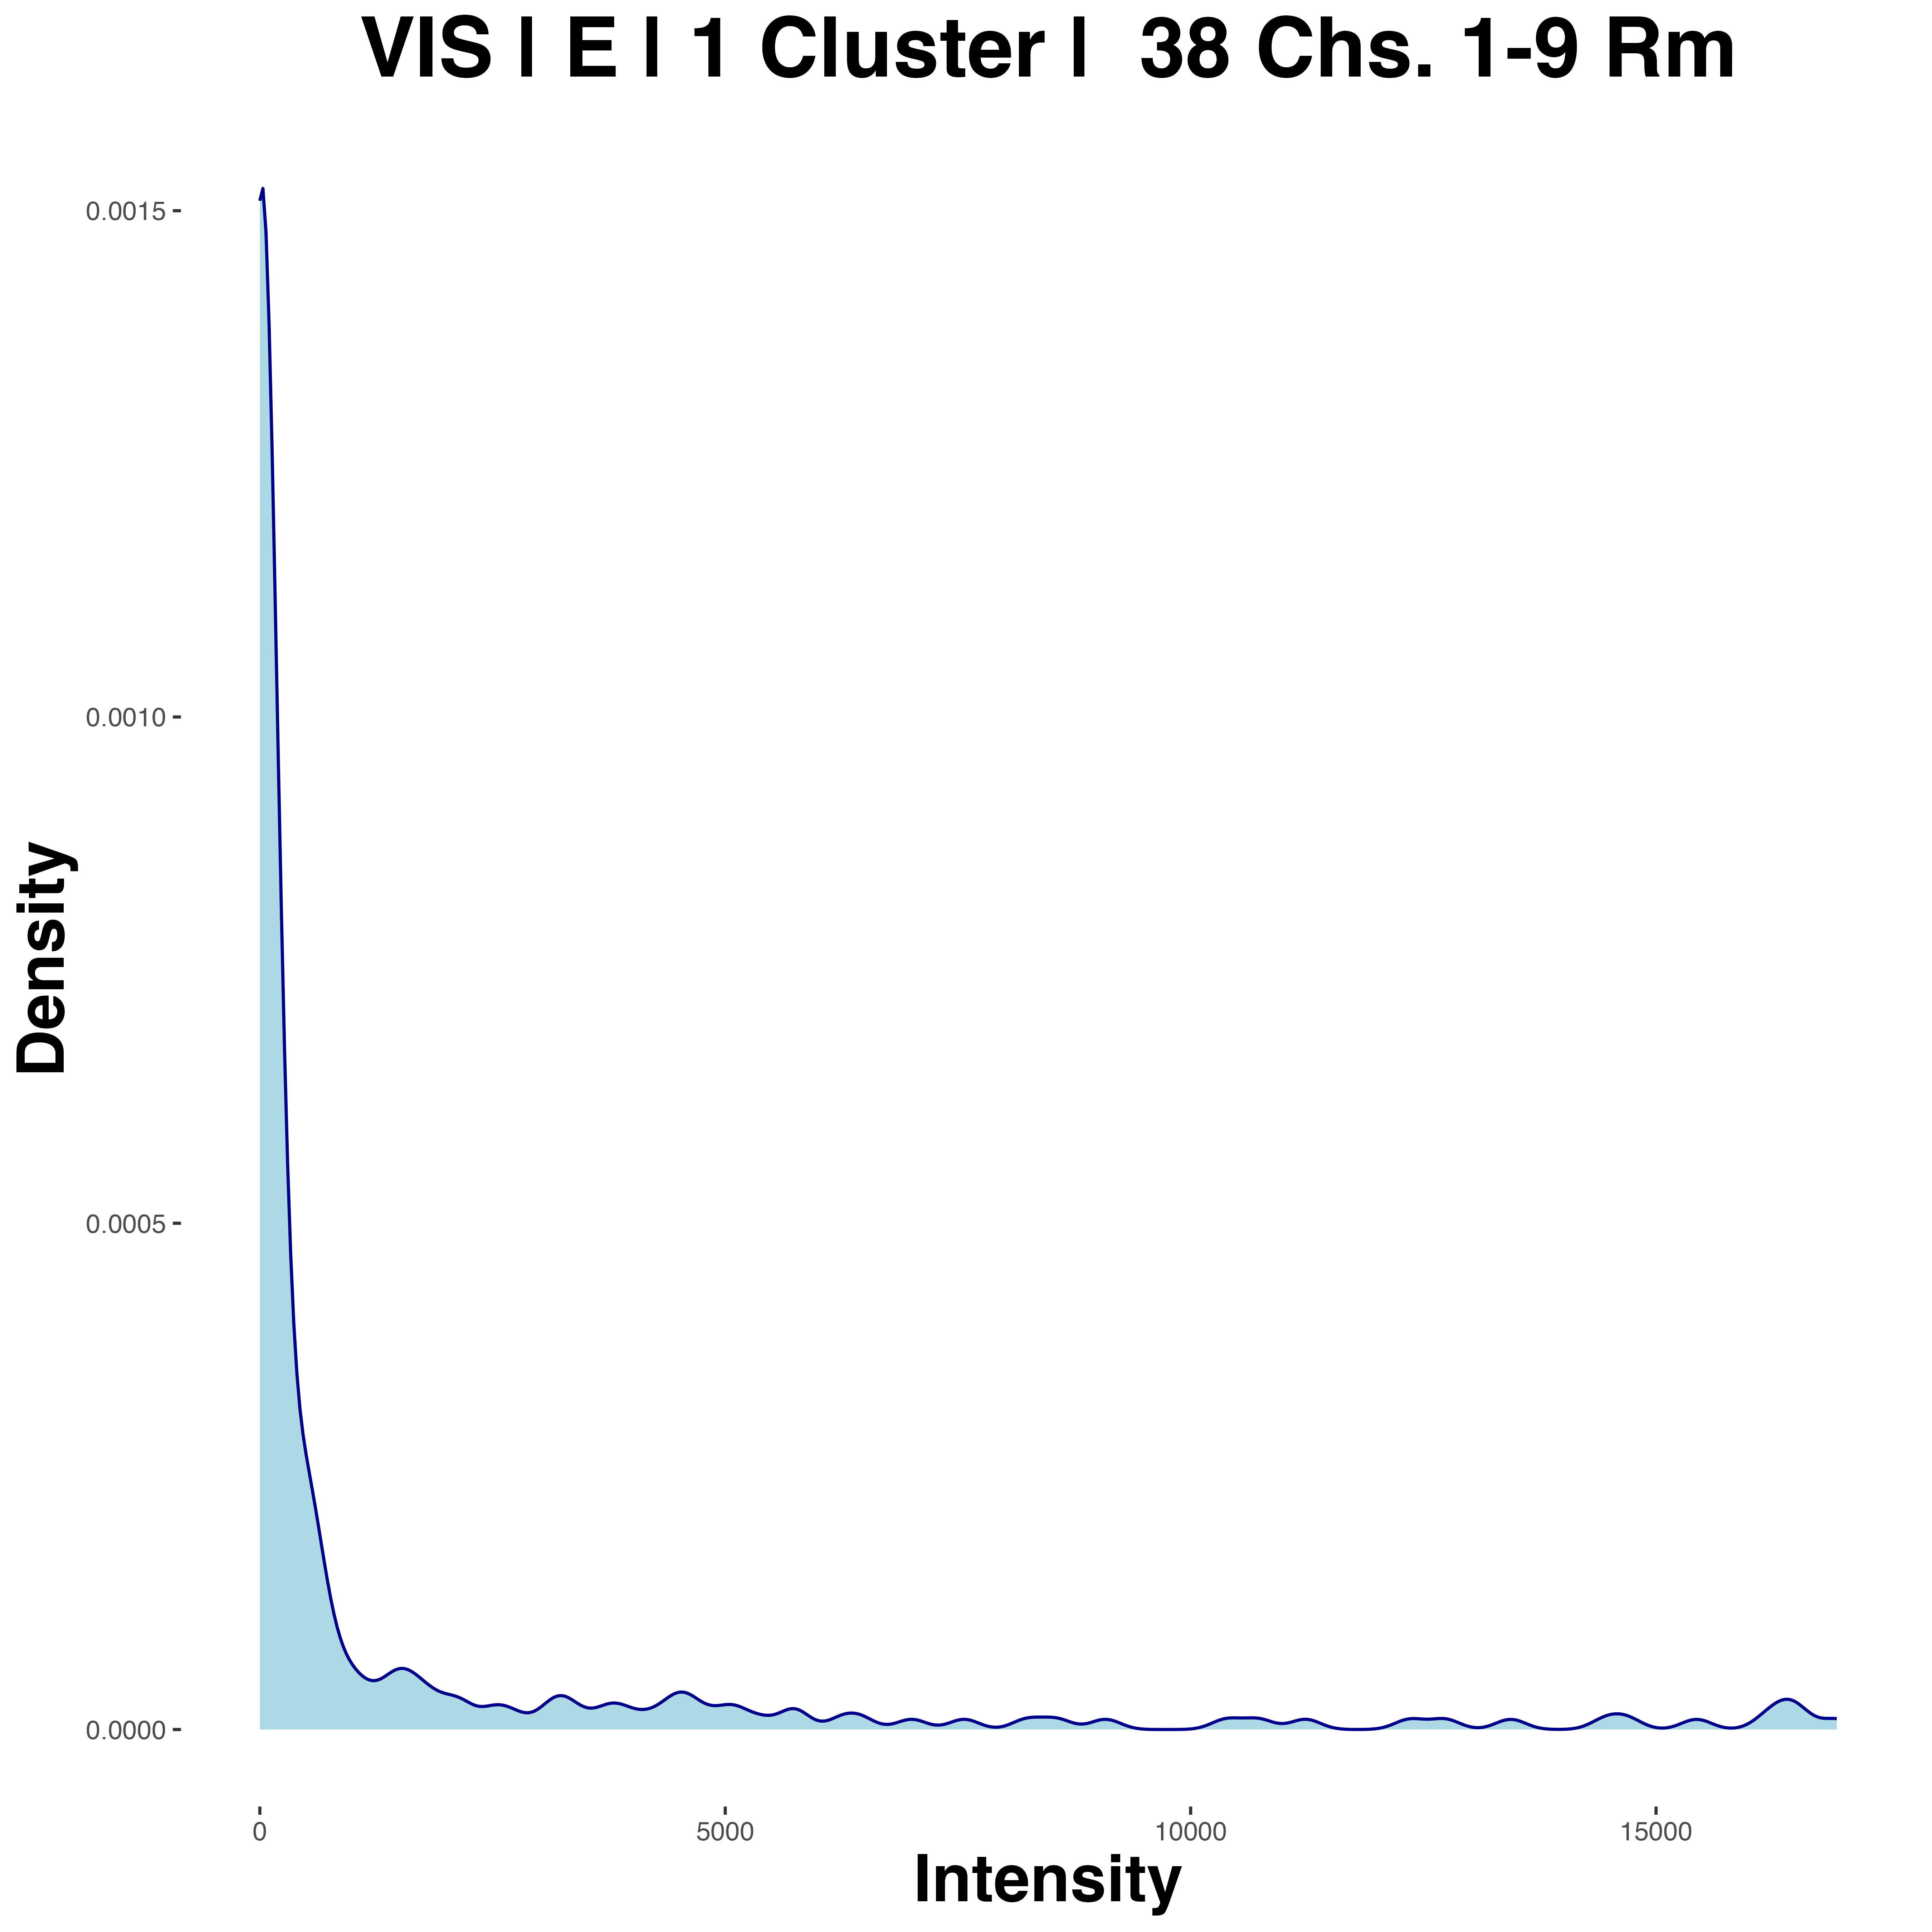 VIS | E | 1 Cluster | 38 Chs. 1-9 Rm
0.0015
0.0010
0.0005
0.0000
Density
0 5000 10000 15000
Intensity